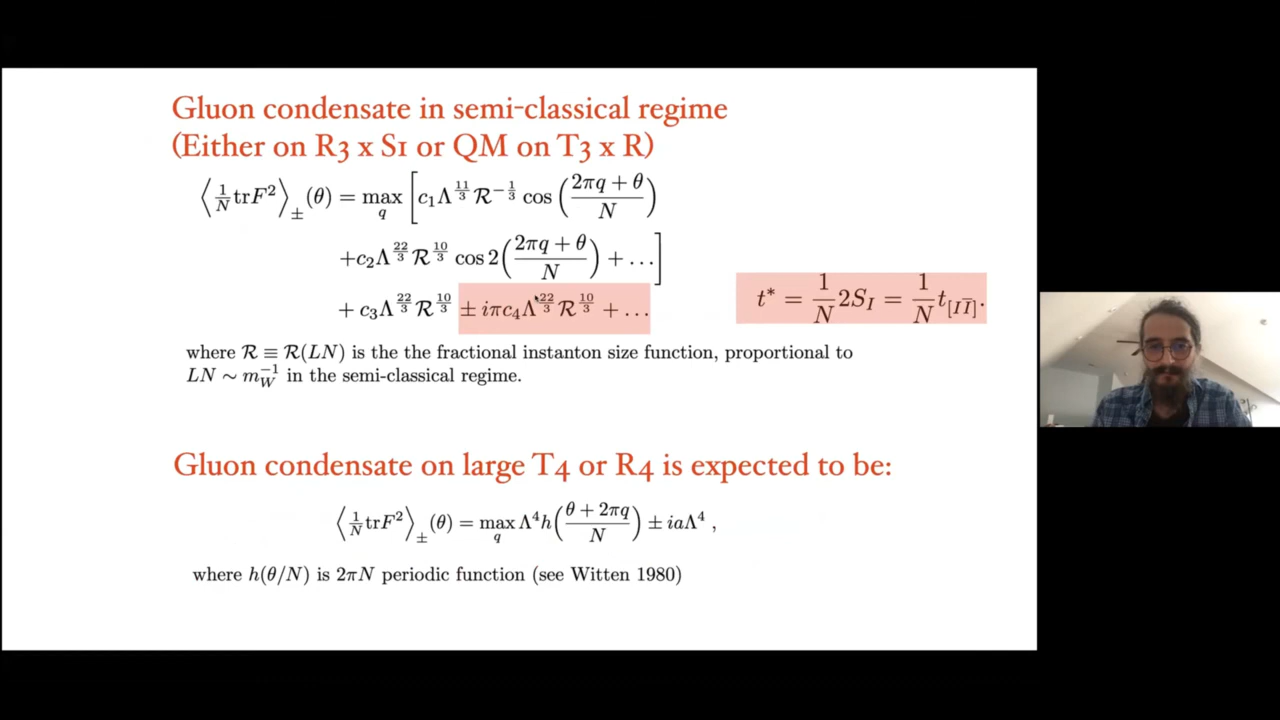 Gluon condensate in semi-classical regime
(Either on R3 x S1 or QM on T3 x R)
⟨ 1/N trF² ⟩± (θ) = max_q [ c₁Λ^{11/3} ℛ^{-1/3} cos ( (2πq + θ)/N )
+c₂Λ^{22/3} ℛ^{10/3} cos 2( (2πq + θ)/N ) + … ]
+ c₃Λ^{22/3} ℛ^{10/3} ± iπc₄Λ^{22/3} ℛ^{10/3} + …
t* = 1/N 2S_I = 1/N t_{[IĪ]}.
where ℛ ≡ ℛ(LN) is the the fractional instanton size function, proportional to
LN ∼ m_W^{-1} in the semi-classical regime.
Gluon condensate on large T4 or R4 is expected to be:
⟨ 1/N trF² ⟩± (θ) = max_q Λ⁴h( (θ + 2πq)/N ) ± iaΛ⁴ ,
where h(θ/N) is 2πN periodic function (see Witten 1980)